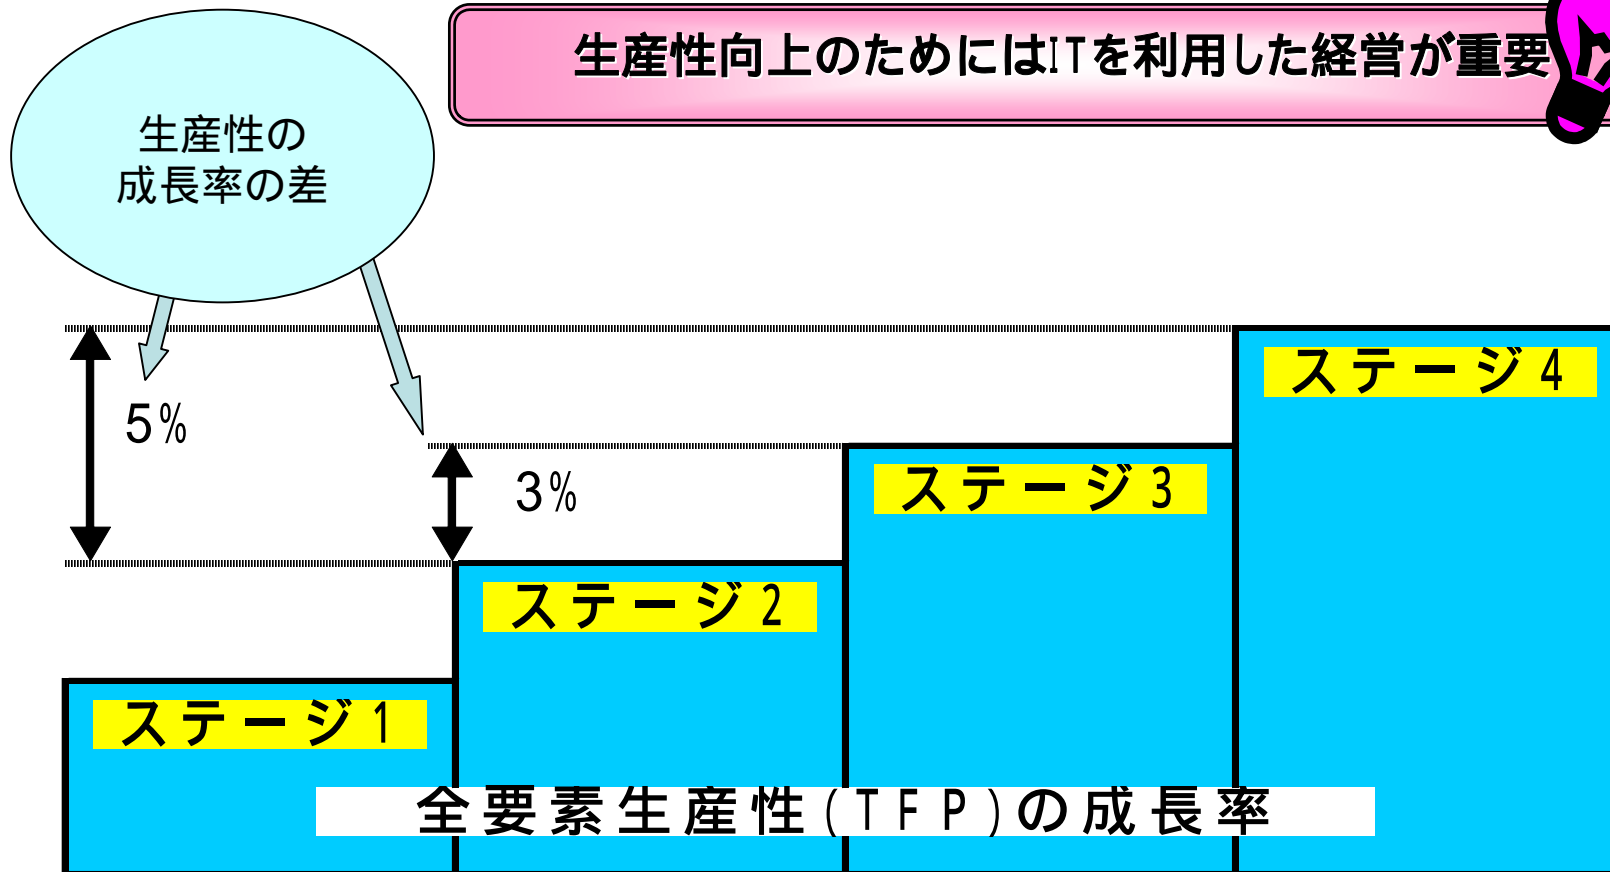 生産性向上のためにはITを利用した経営が重要
生産性の
成長率の差
5%
3%
ステージ4
ステージ3
ステージ2
ステージ1
全要素生産性(TFP)の成長率